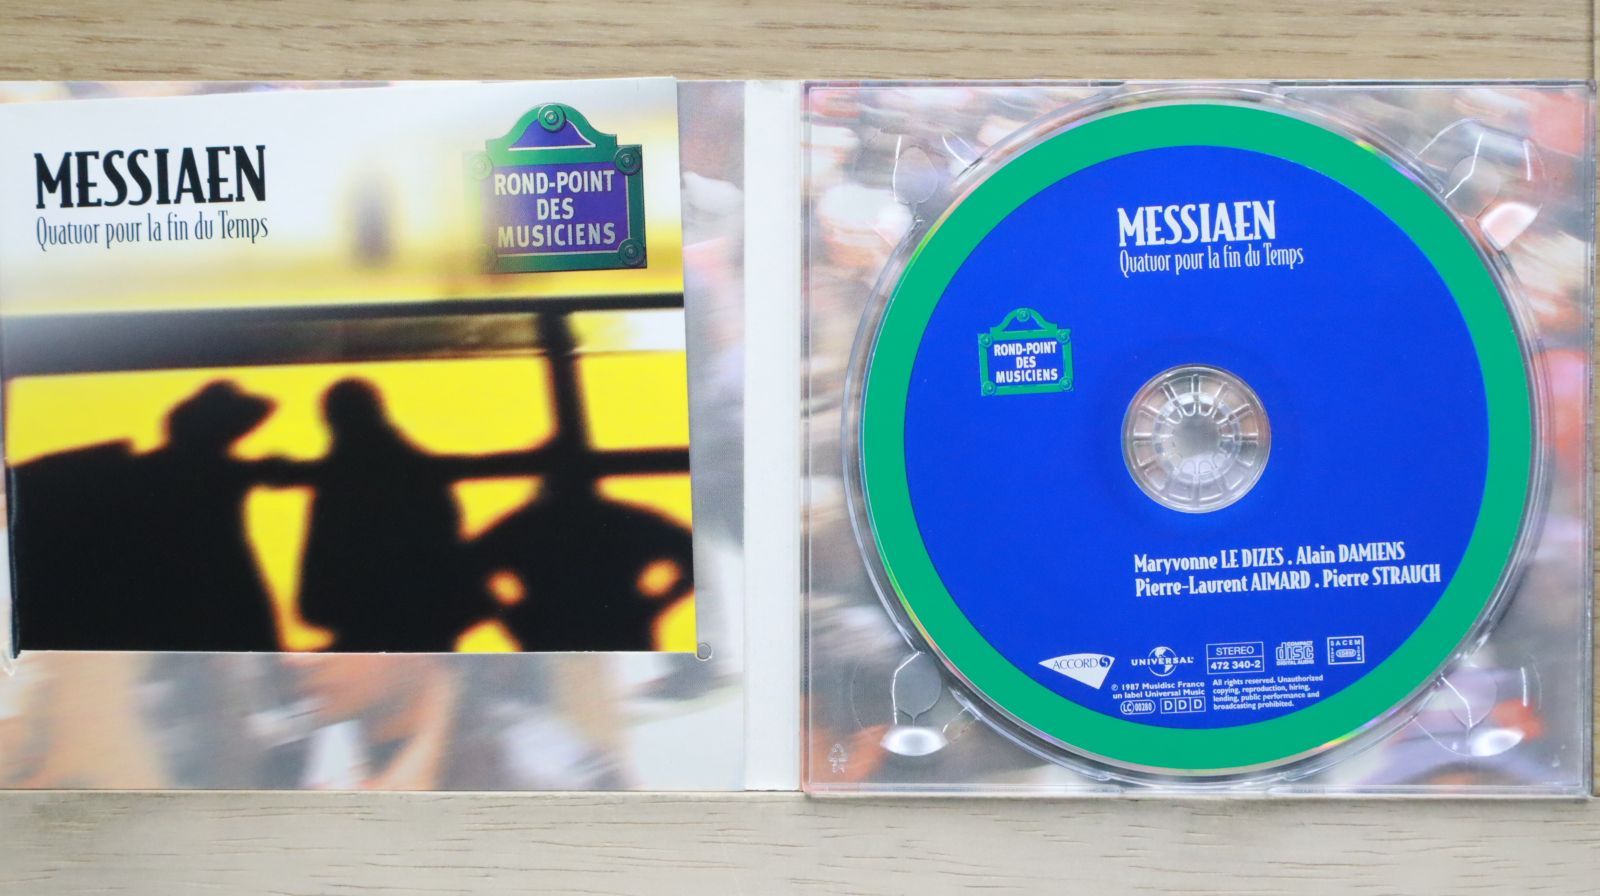 MESSIAEN
Quatuor pour la fin du Temps
ROND-POINT
DES
MUSICIENS
MESSIAEN
Quatuor pour la fin du Temps
ROND-POINT
DES
MUSICIENS
Maryvonne LE DIZES . Alain DAMIENS
Pierre-Laurent AIMARD . Pierre STRAUCH
ACCORD
UNIVERSAL
STEREO
472 340-2
COMPACT
disc
DIGITAL AUDIO
SACEM
℗ 1987 Musidisc France
un label Universal Music
LC 00280
DDD
All rights reserved. Unauthorized
copying, reproduction, hiring,
lending, public performance and
broadcasting prohibited.